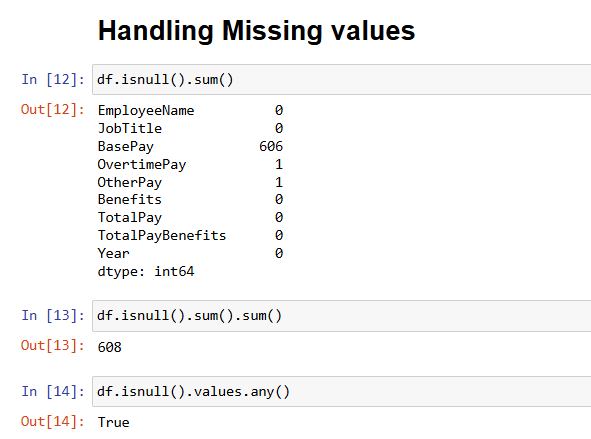 Handling Missing values
In [12]: df.isnull().sum()
Out[12]: EmployeeName 0
JobTitle 0
BasePay 606
OvertimePay 1
OtherPay 1
Benefits 0
TotalPay 0
TotalPayBenefits 0
Year 0
dtype: int64
In [13]: df.isnull().sum().sum()
Out[13]: 608
In [14]: df.isnull().values.any()
Out[14]: True